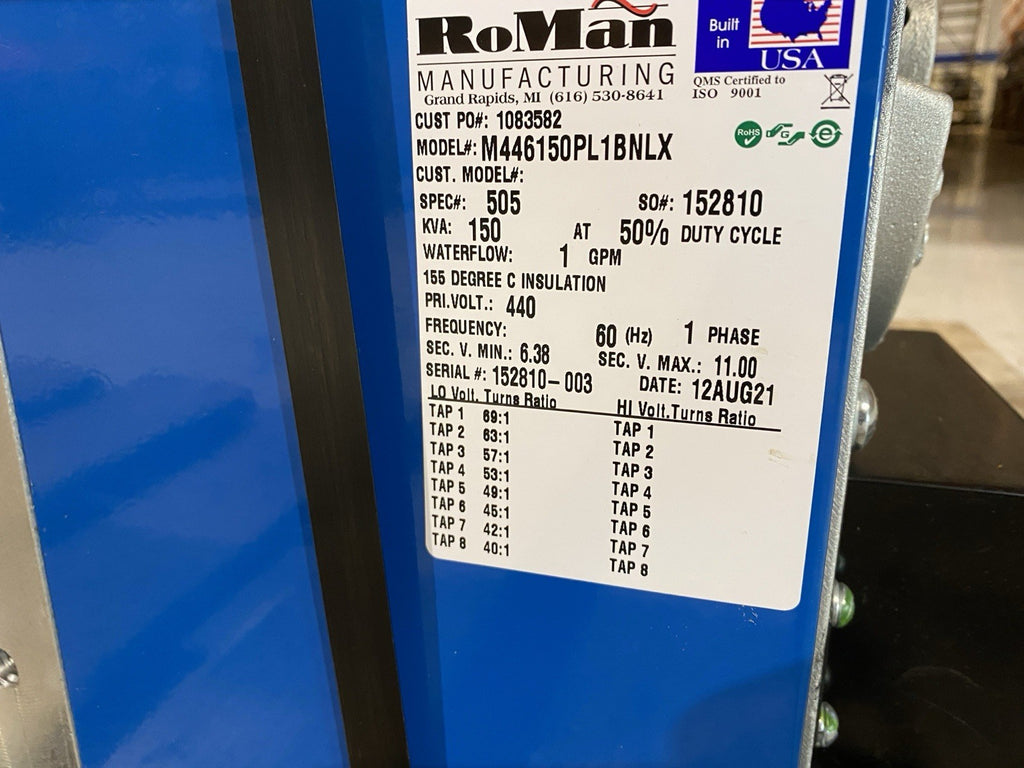 RoMan
MANUFACTURING
Grand Rapids, MI (616) 530-8641
Built
in
USA
QMS Certified to
ISO 9001
RoHS
G
e
CUST PO#: 1083582
MODEL#: M446150PL1BNLX
CUST. MODEL#:
SPEC#: 505 SO#: 152810
KVA: 150 AT 50% DUTY CYCLE
WATERFLOW: 1 GPM
155 DEGREE C INSULATION
PRI.VOLT.: 440
FREQUENCY: 60 (Hz) 1 PHASE
SEC. V. MIN.: 6.38 SEC. V. MAX.: 11.00
SERIAL #: 152810-003 DATE: 12AUG21
LO Volt. Turns Ratio HI Volt.Turns Ratio
TAP 1 69:1 TAP 1
TAP 2 63:1 TAP 2
TAP 3 57:1 TAP 3
TAP 4 53:1 TAP 4
TAP 5 49:1 TAP 5
TAP 6 45:1 TAP 6
TAP 7 42:1 TAP 7
TAP 8 40:1 TAP 8